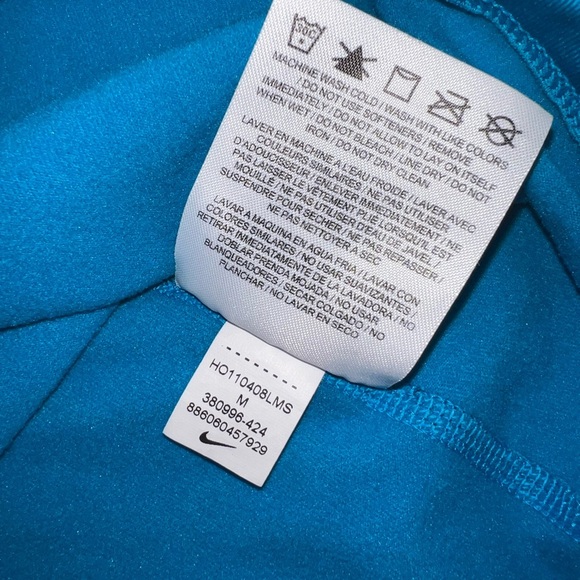 30C
MACHINE WASH COLD / WASH WITH LIKE COLORS
/ DO NOT USE SOFTENERS / REMOVE
IMMEDIATELY / DO NOT ALLOW TO LAY ON ITSELF
WHEN WET / DO NOT BLEACH / LINE DRY / DO NOT
IRON / DO NOT DRY CLEAN
LAVER EN MACHINE A L'EAU FROIDE / LAVER AVEC
COULEURS SIMILAIRES / NE PAS UTILISER
D'ADOUCISSEUR / ENLEVER IMMEDIATEMENT / NE
PAS LAISSER LE VÊTEMENT PLIÉ LORSQU'IL EST
MOUILLÉ / NE PAS UTILISER D'EAU DE JAVEL /
SUSPENDRE POUR SÉCHER / NE PAS REPASSER /
NE PAS NETTOYER A SEC
LAVAR A MAQUINA EN AGUA FRIA / LAVAR CON
COLORES SIMILARES / NO USAR SUAVIZANTES /
RETIRAR INMEDIATAMENTE DE LA LAVADORA / NO
DOBLAR PRENDA MOJADA / NO USAR
BLANQUEADORES / SECAR COLGADO / NO
PLANCHAR / NO LAVAR EN SECO
HO110408LMS
M
380996-424
886060457929